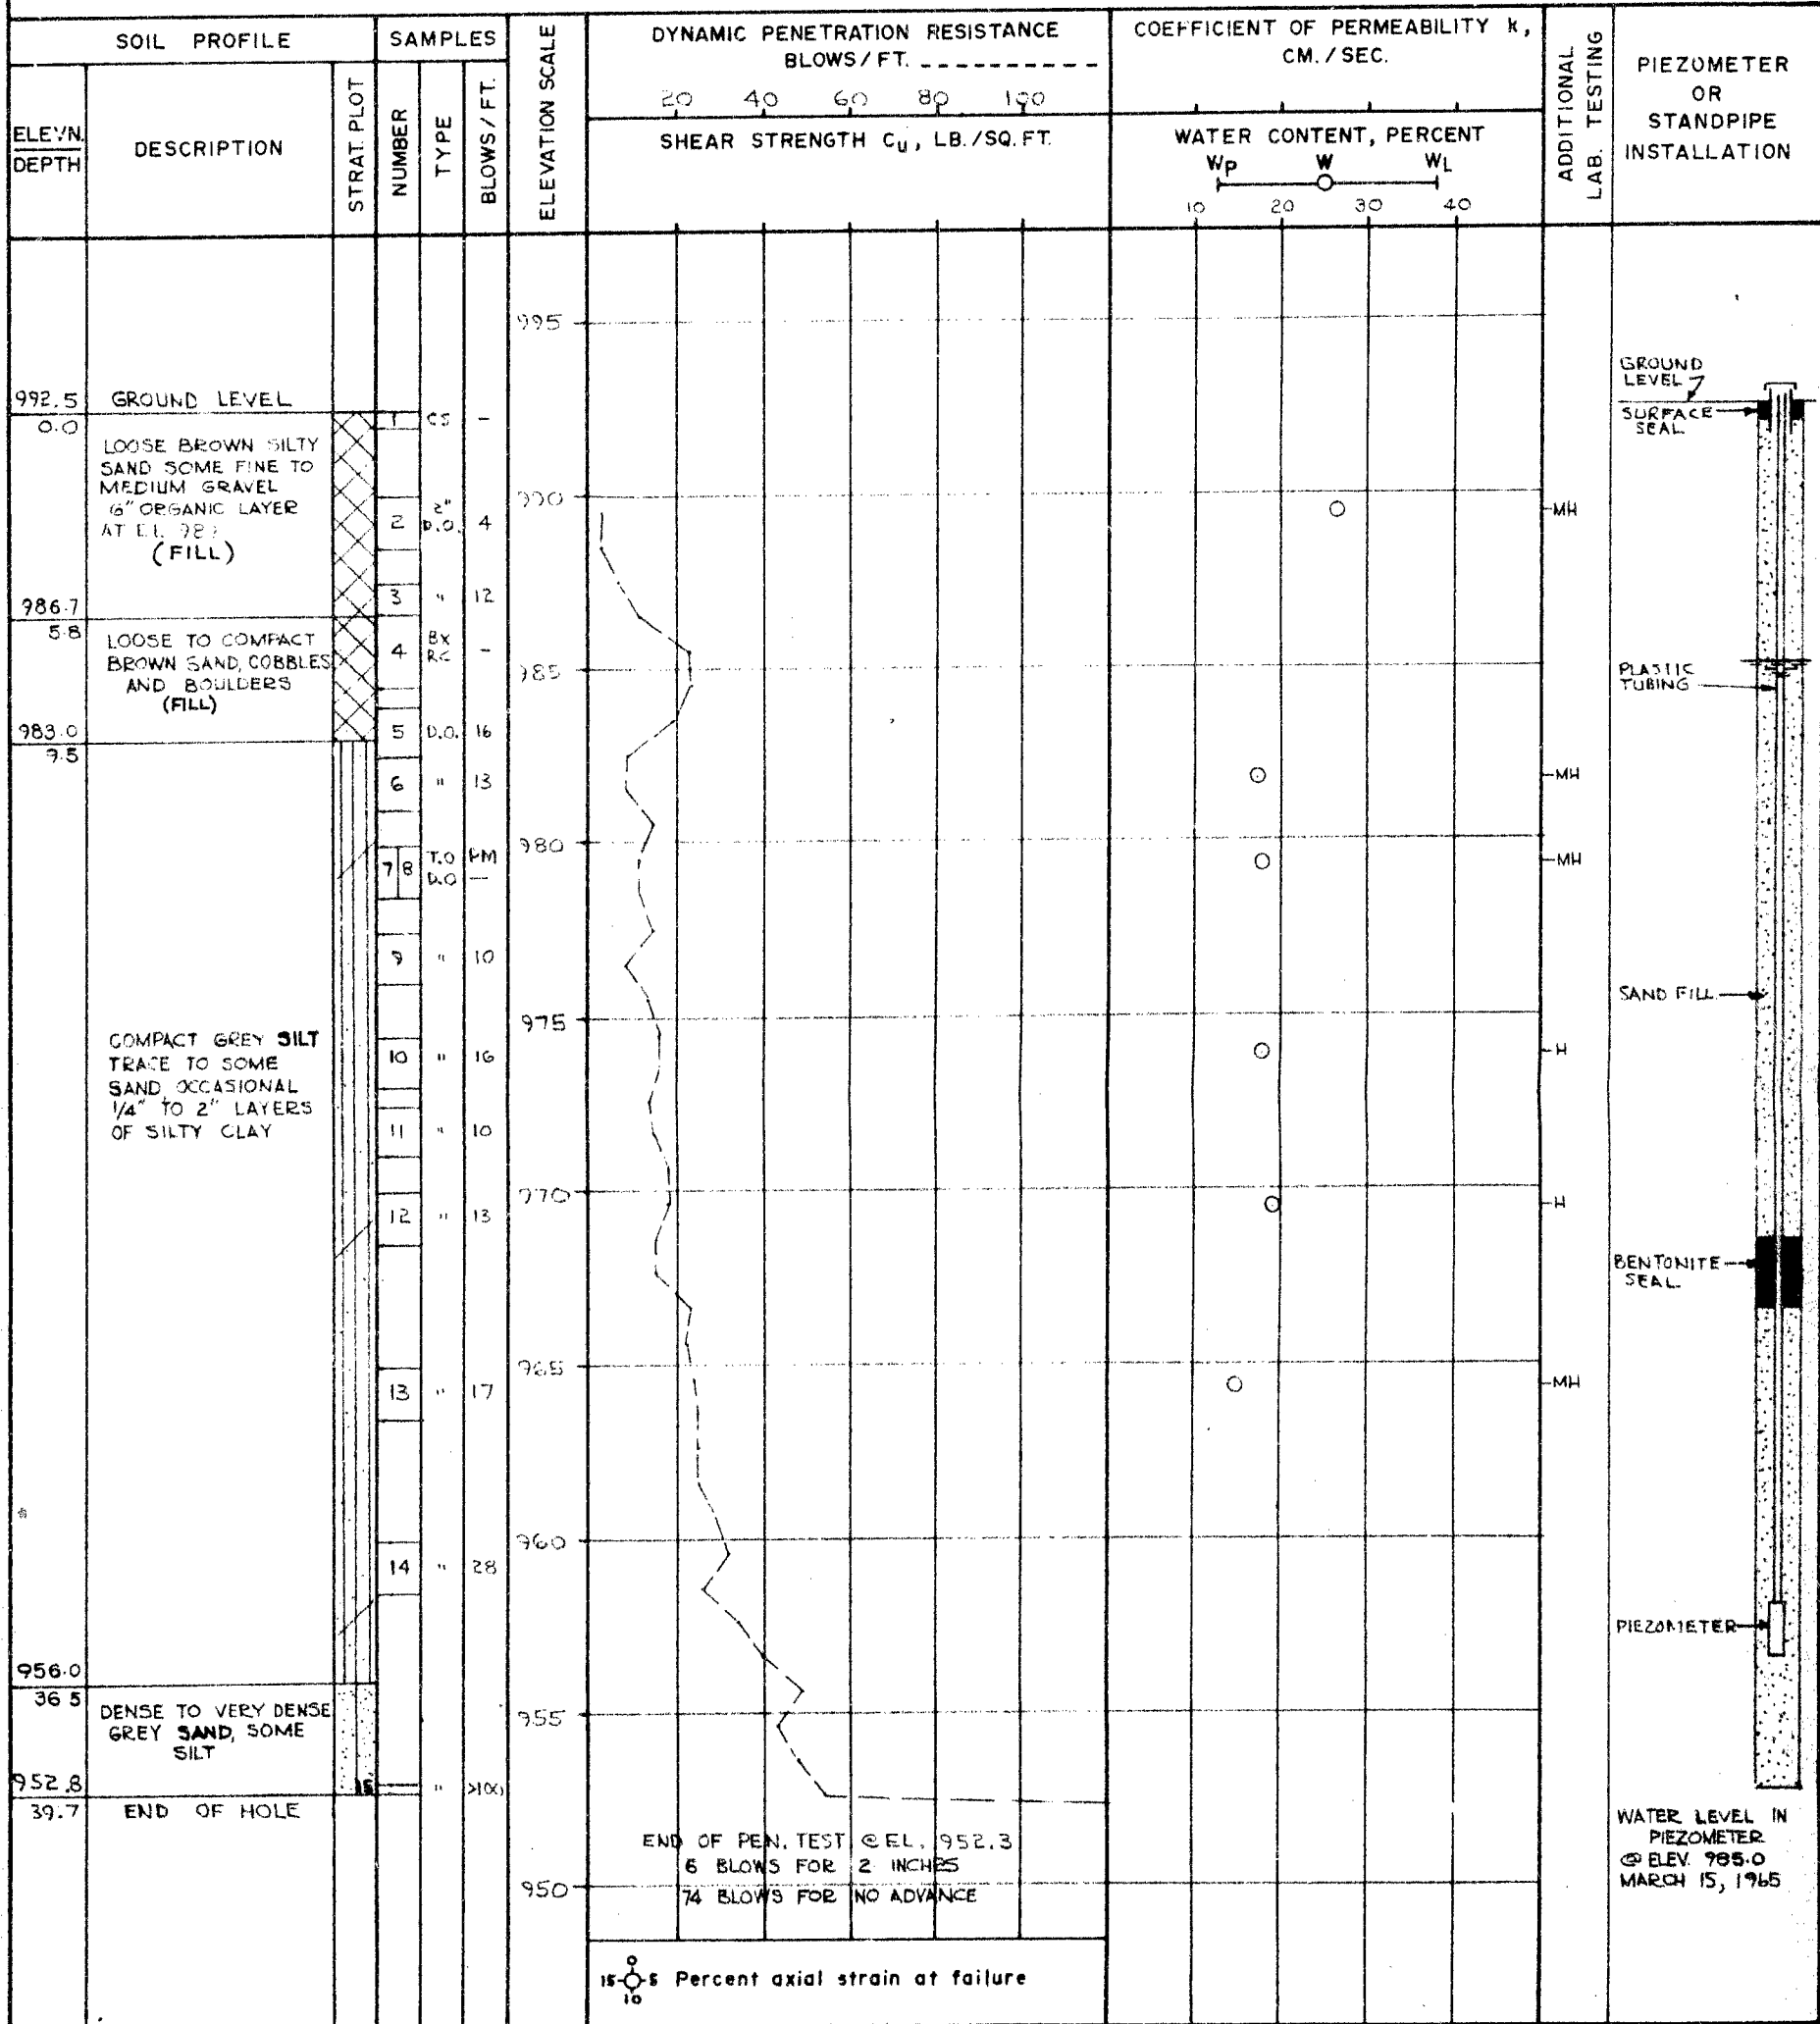 SOIL PROFILE
SAMPLES
ELEVATION SCALE
DYNAMIC PENETRATION RESISTANCE
BLOWS / FT. ----------
20 40 60 80 100
SHEAR STRENGTH Cu, LB./SQ.FT.
COEFFICIENT OF PERMEABILITY k,
CM. / SEC.
WATER CONTENT, PERCENT
Wp W WL
10 20 30 40
ADDITIONAL
LAB. TESTING
PIEZOMETER
OR
STANDPIPE
INSTALLATION
ELEV'N.
DEPTH
DESCRIPTION
STRAT. PLOT
NUMBER
TYPE
BLOWS / FT.
992.5
0.0
GROUND LEVEL
LOOSE BROWN SILTY
SAND SOME FINE TO
MEDIUM GRAVEL
6" ORGANIC LAYER
AT EL.
(FILL)
986.7
5.8
LOOSE TO COMPACT
BROWN SAND, COBBLES
AND BOULDERS
(FILL)
983.0
9.5
COMPACT GREY SILT
TRACE TO SOME
SAND, OCCASIONAL
1/4" TO 2" LAYERS
OF SILTY CLAY
956.0
36.5
DENSE TO VERY DENSE
GREY SAND, SOME
SILT
952.8
39.7
END OF HOLE
1 CS -
2 2" D.O. 4
3 " 12
4 BX RC -
5 D.O. 16
6 " 13
7 8 T.O PM
D.O —
9 " 10
10 " 16
11 " 10
12 " 13
13 " 17
14 " 28
15 " >100
995
990
985
980
975
970
965
960
955
950
END OF PEN. TEST @ EL. 952.3
6 BLOWS FOR 2 INCHES
74 BLOWS FOR NO ADVANCE
0
15 5 Percent axial strain at failure
10
MH
MH
MH
H
H
MH
GROUND
LEVEL
SURFACE
SEAL
PLASTIC
TUBING
SAND FILL
BENTONITE
SEAL
PIEZOMETER
WATER LEVEL IN
PIEZOMETER
@ ELEV. 985.0
MARCH 15, 1965